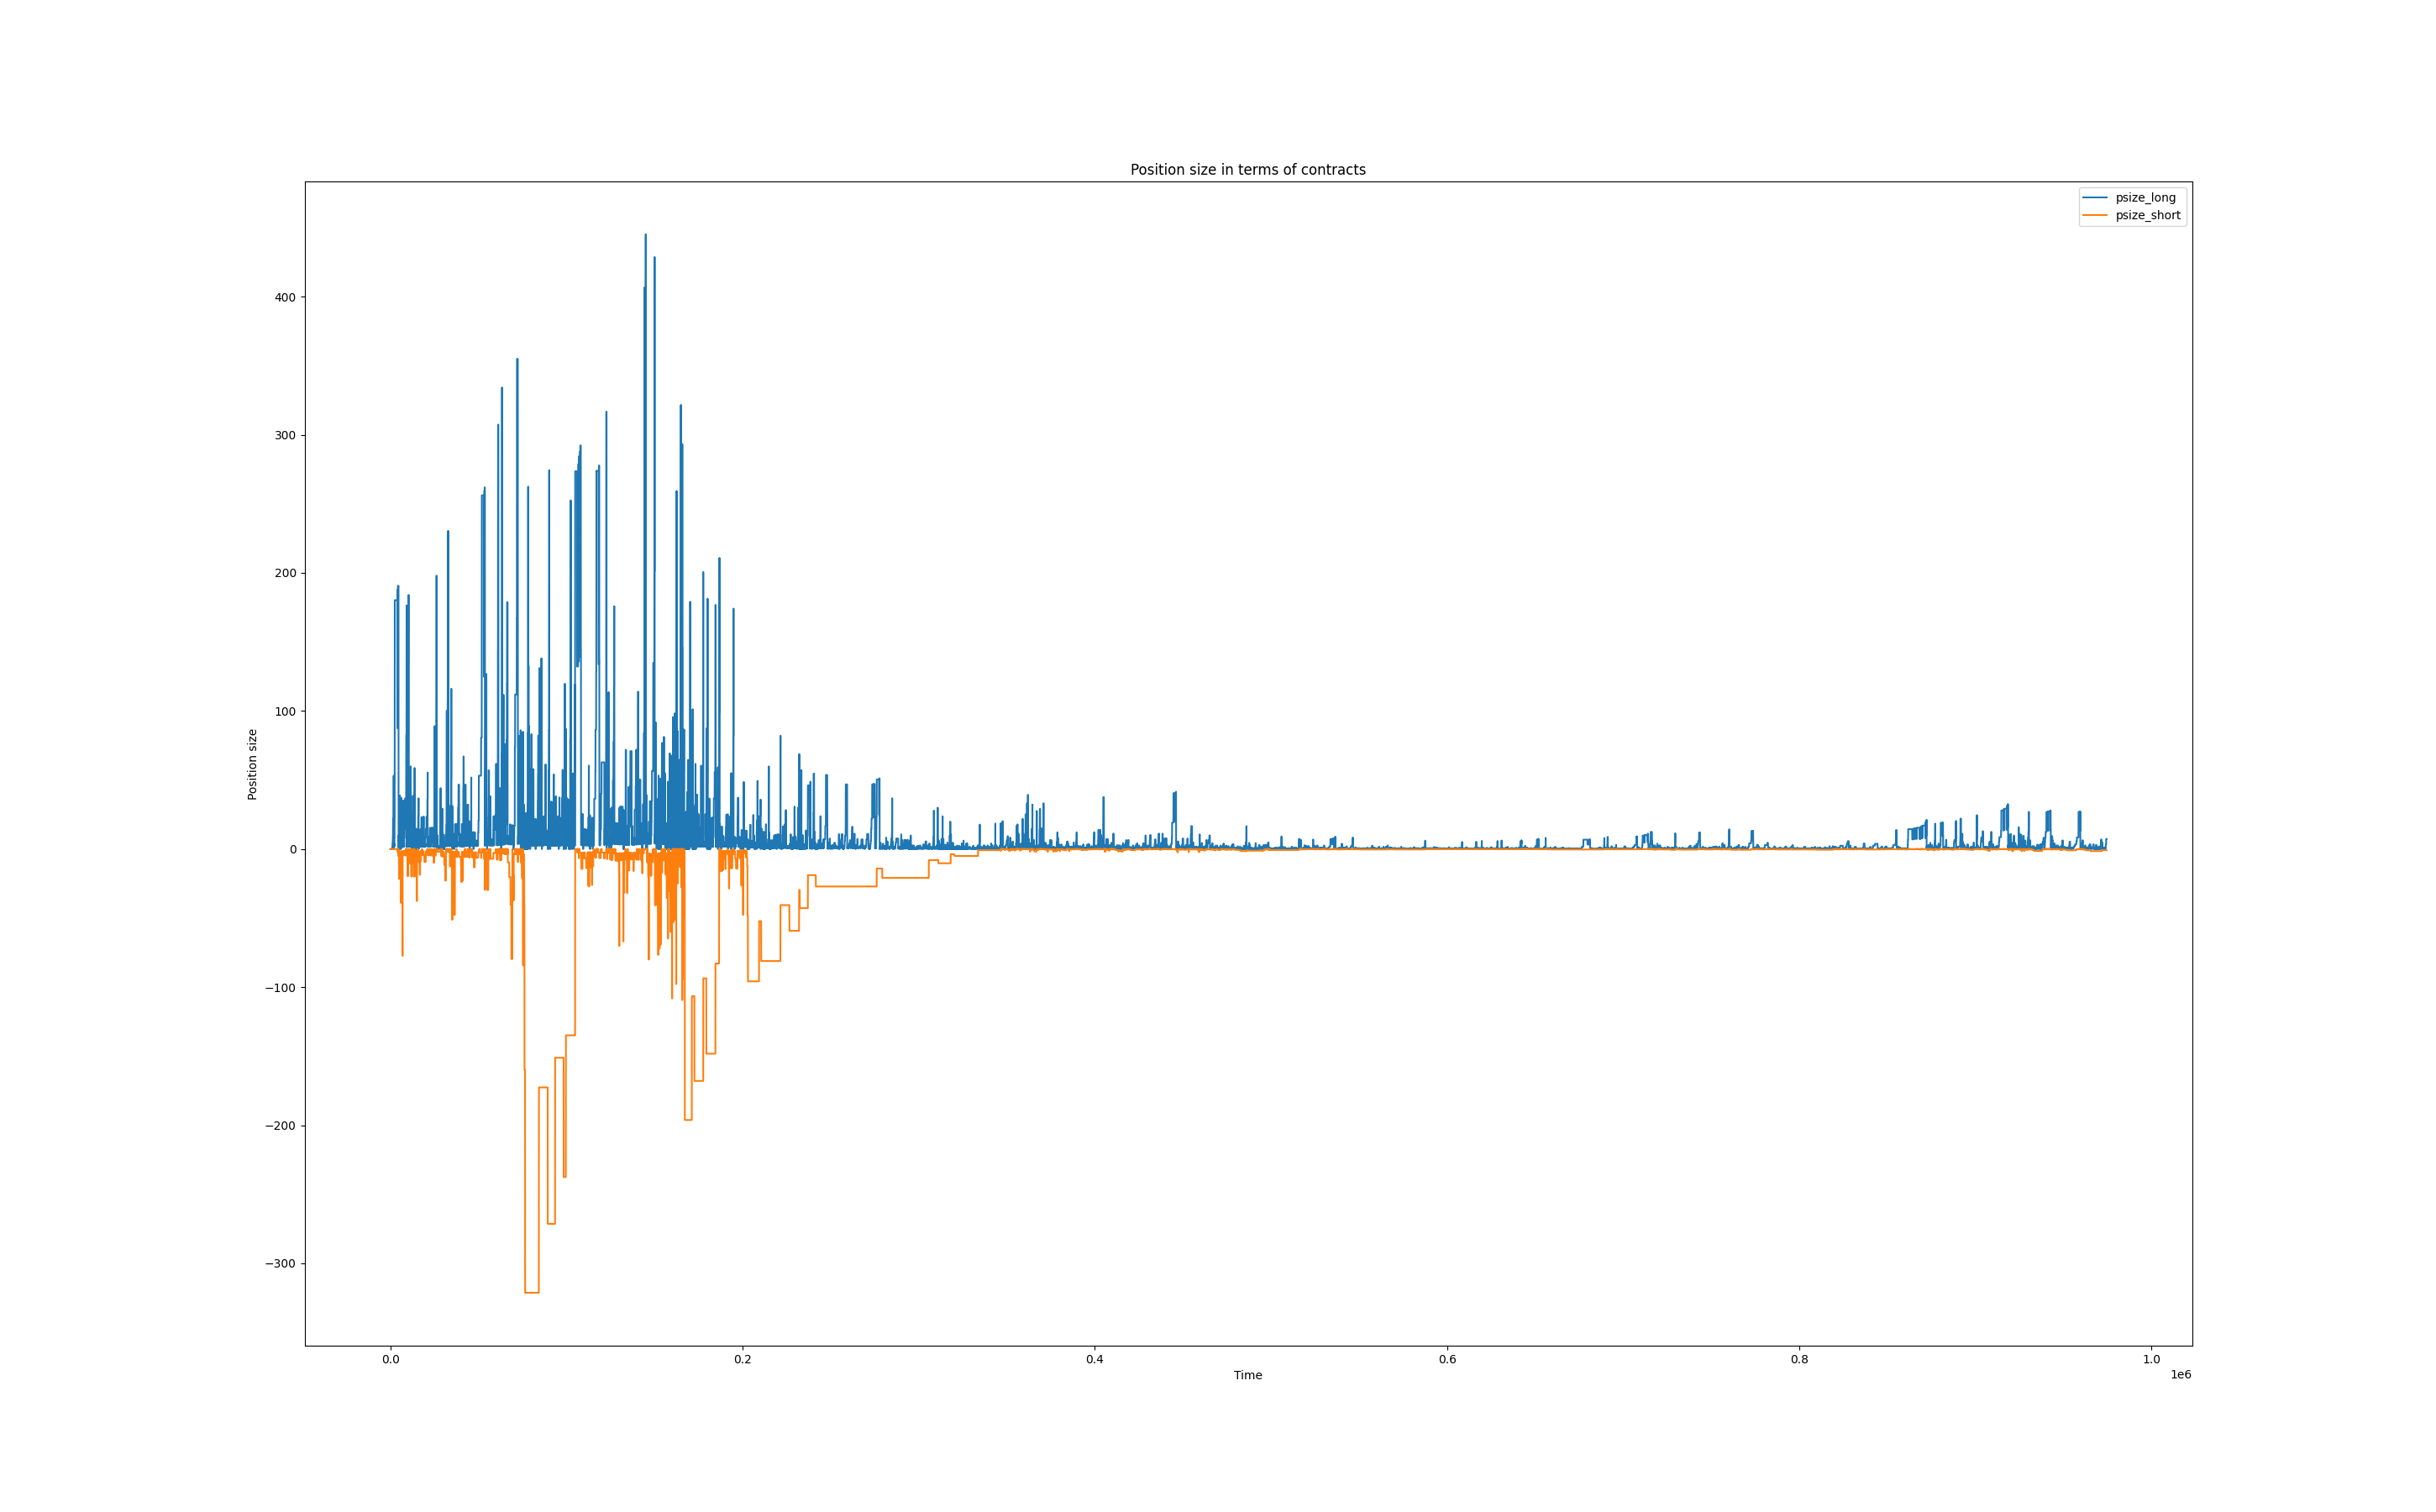 Position size in terms of contracts
psize_long
psize_short
Position size
400
300
200
100
0
−100
−200
−300
0.0
0.2
0.4
0.6
0.8
1.0
1e6
Time